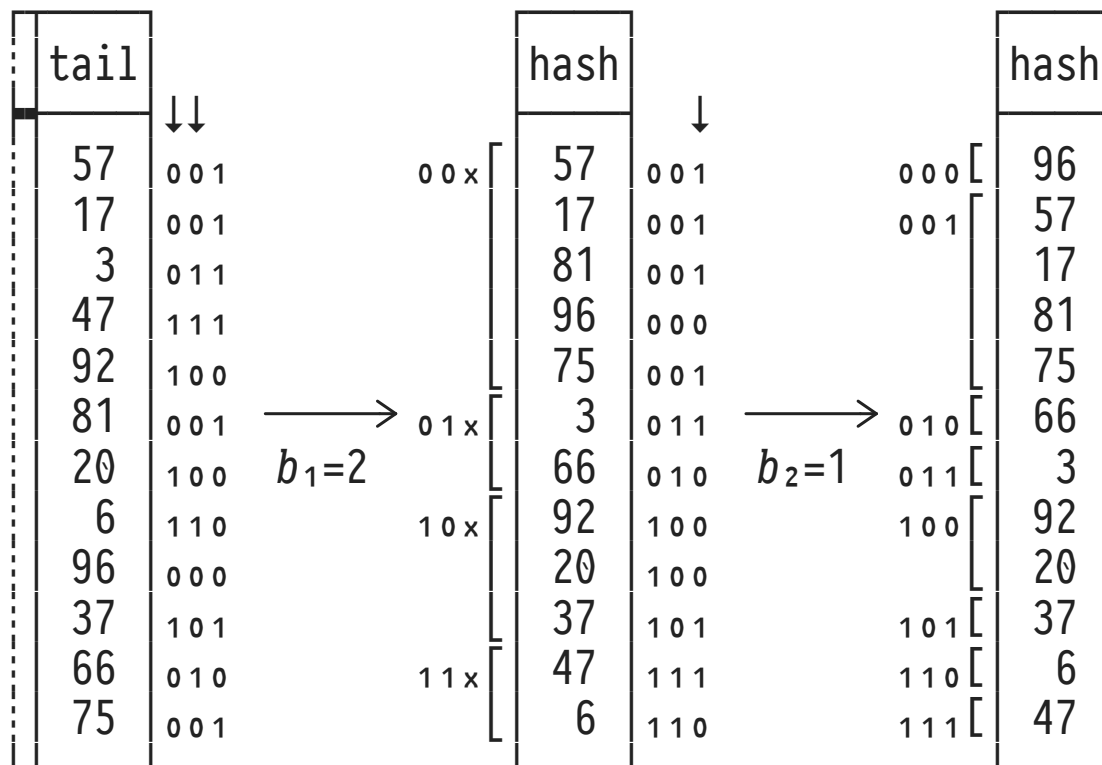 tail hash hash
↓↓ ↓
57 001 00x 57 001 000 96
17 001 17 001 001 57
3 011 81 001 17
47 111 96 000 81
92 100 75 001 75
81 001 01x 3 011 010 66
20 100 b₁=2 66 010 b₂=1 011 3
6 110 10x 92 100 100 92
96 000 20 100 20
37 101 37 101 101 37
66 010 11x 47 111 110 6
75 001 6 110 111 47